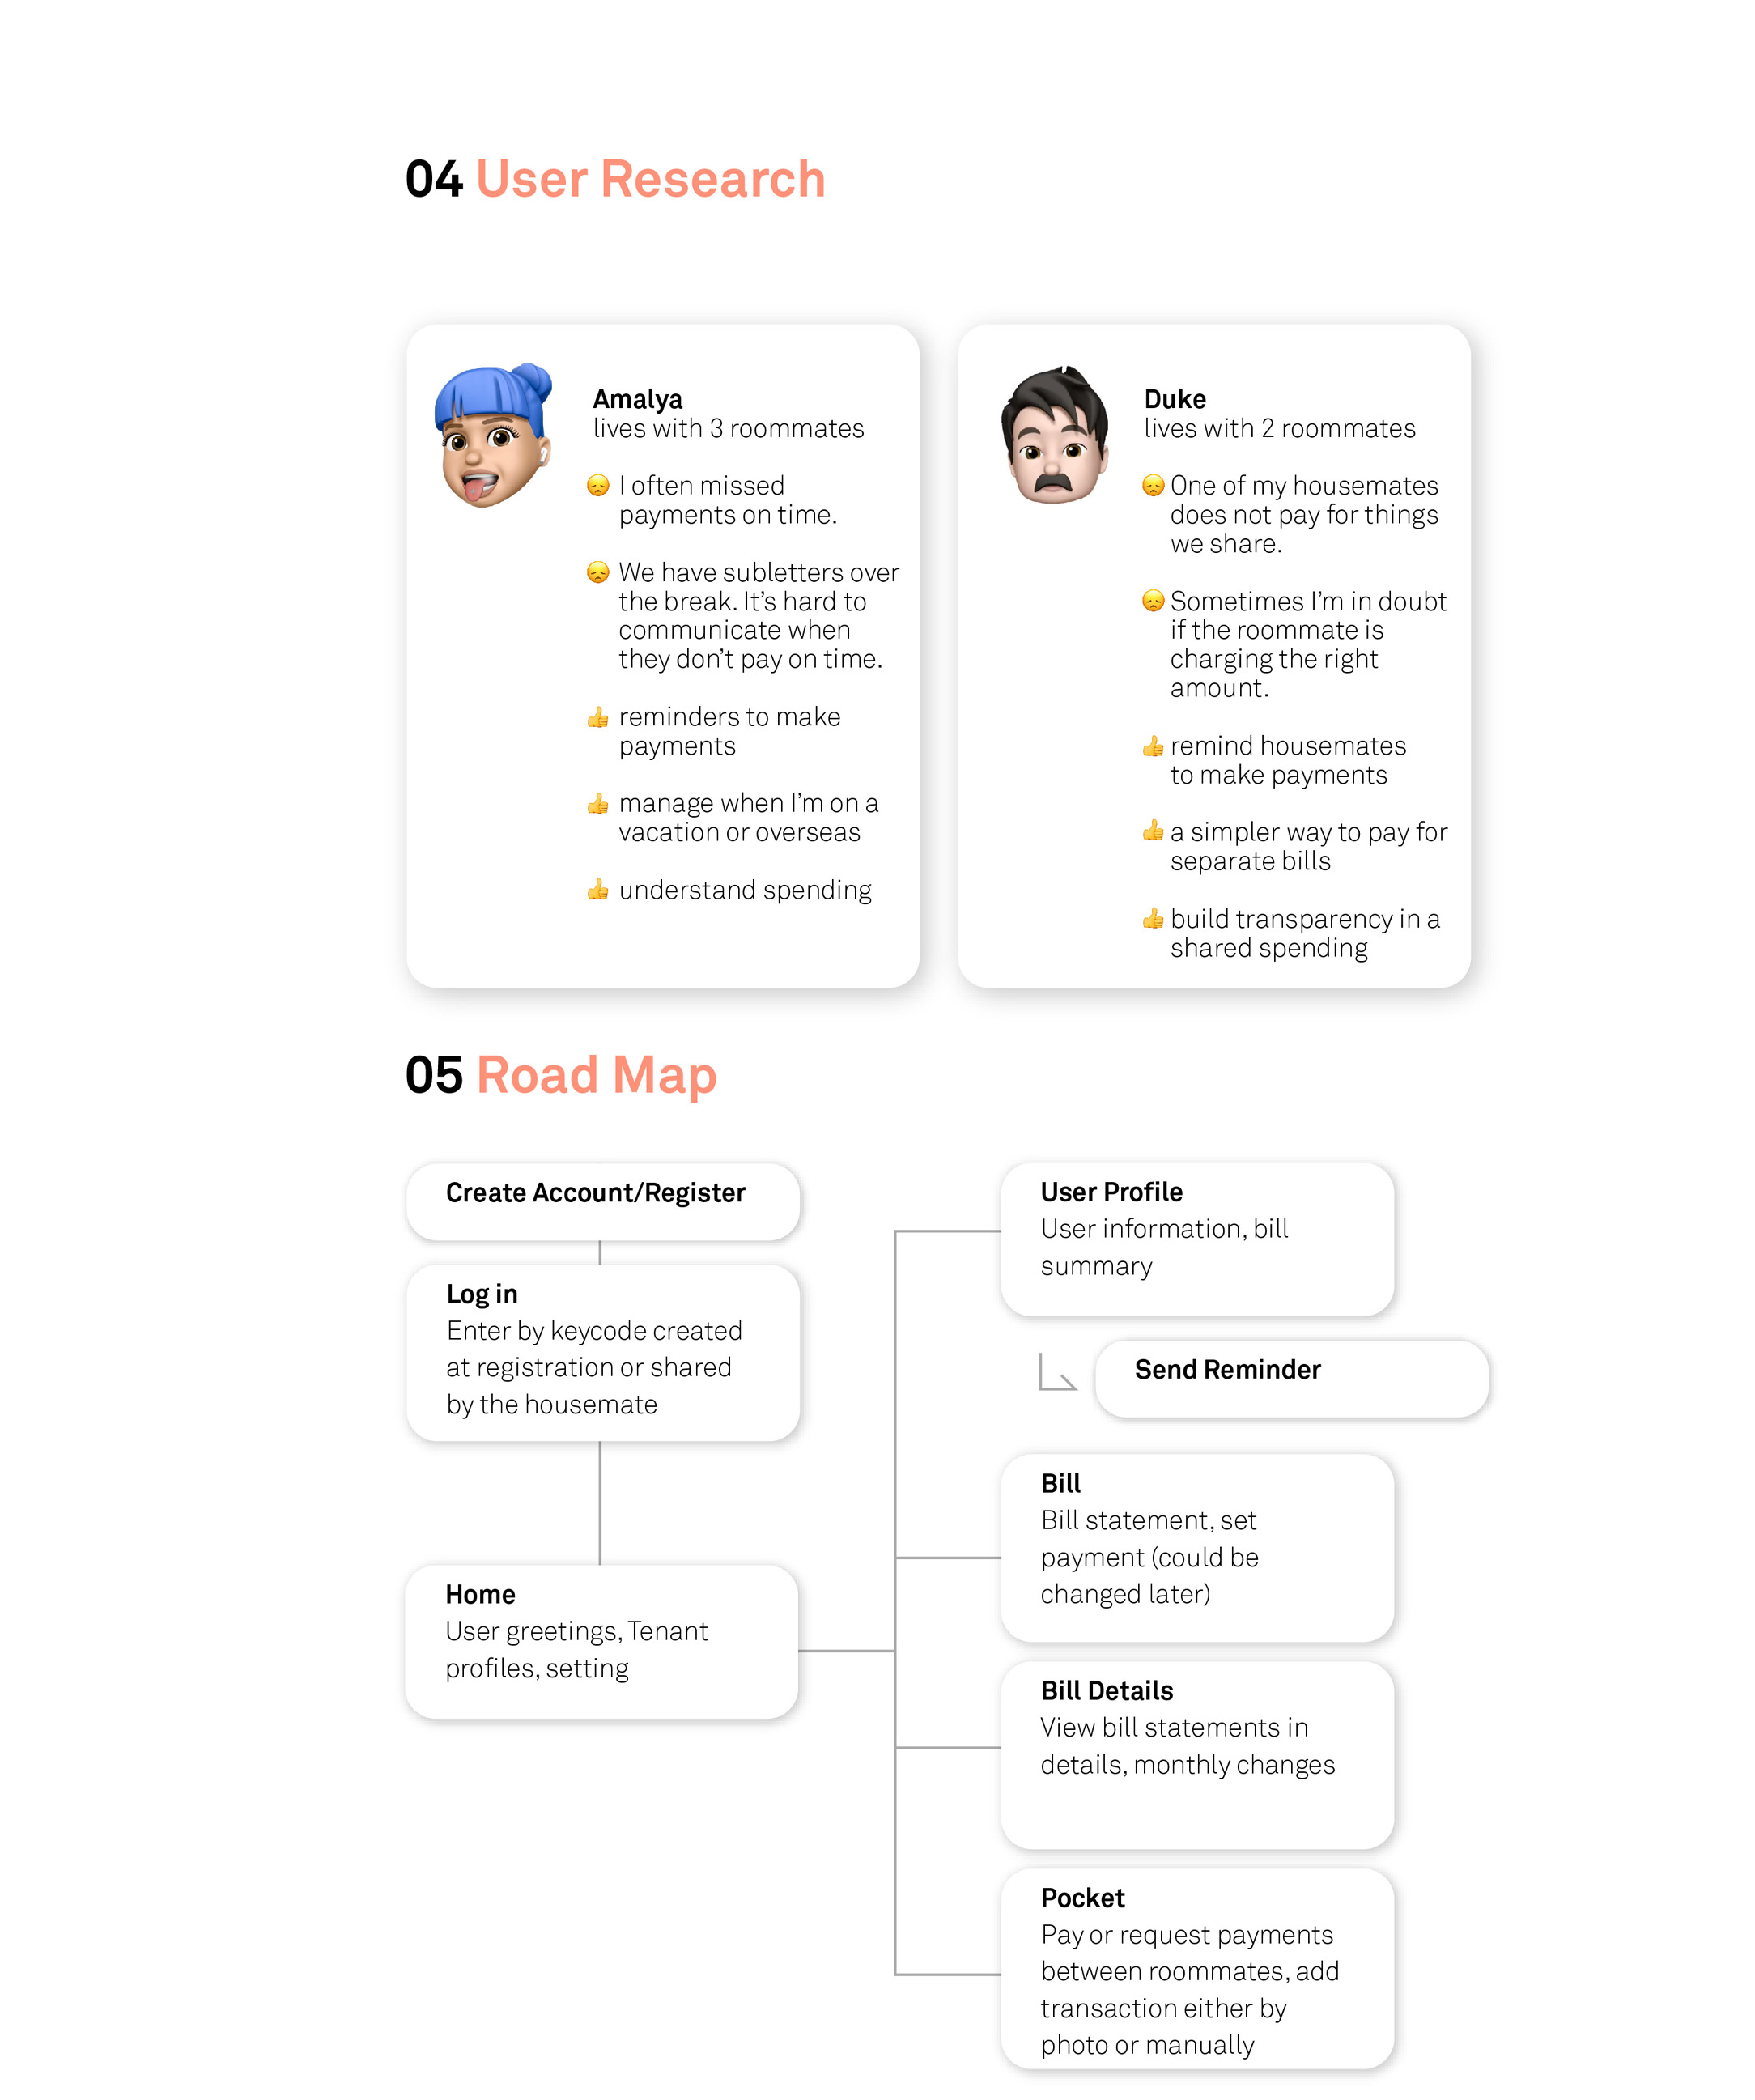 04 User Research
Amalya
lives with 3 roommates
I often missed
payments on time.
We have subletters over
the break. It's hard to
communicate when
they don't pay on time.
reminders to make
payments
manage when I'm on a
vacation or overseas
understand spending
Duke
lives with 2 roommates
One of my housemates
does not pay for things
we share.
Sometimes I'm in doubt
if the roommate is
charging the right
amount.
remind housemates
to make payments
a simpler way to pay for
separate bills
build transparency in a
shared spending
05 Road Map
Create Account/Register
Log in
Enter by keycode created
at registration or shared
by the housemate
Home
User greetings, Tenant
profiles, setting
User Profile
User information, bill
summary
Send Reminder
Bill
Bill statement, set
payment (could be
changed later)
Bill Details
View bill statements in
details, monthly changes
Pocket
Pay or request payments
between roommates, add
transaction either by
photo or manually